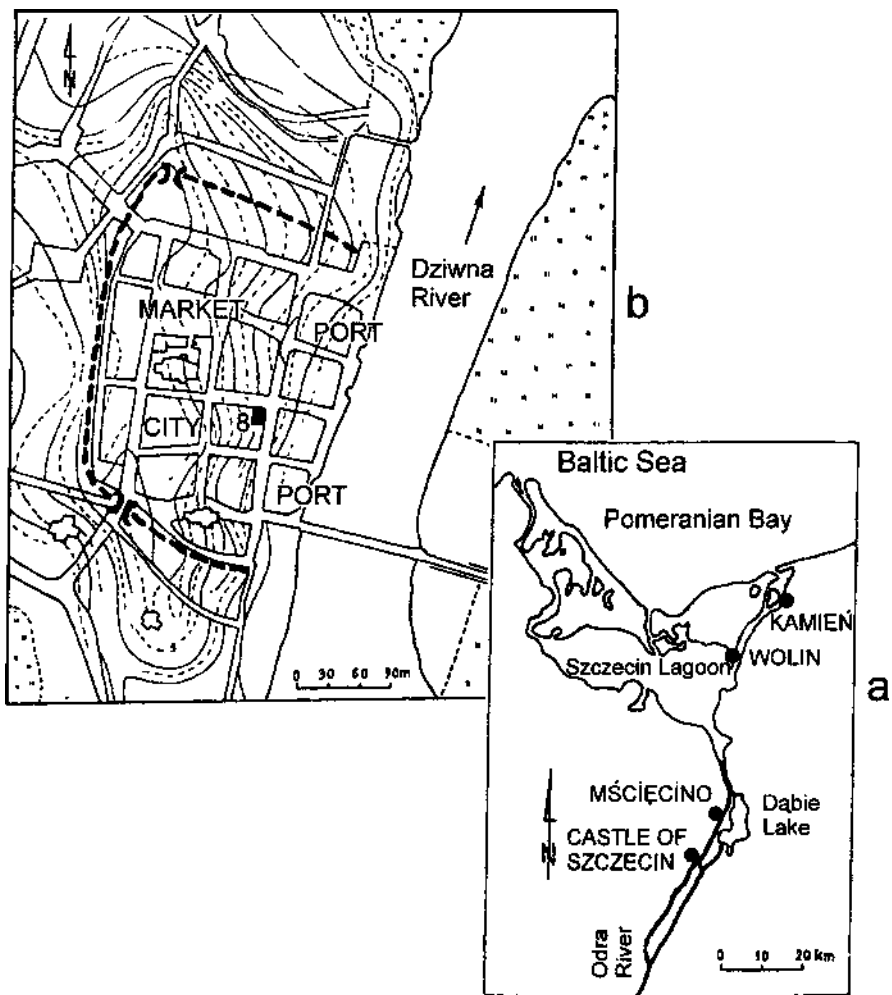 N
Dziwna
River
MARKET
PORT
8
CITY
PORT
0 30 60 90m
b
Baltic Sea
Pomeranian Bay
KAMIEŃ
WOLIN
Szczecin Lagoon
MŚCIĘCINO
Dąbie
Lake
CASTLE OF
SZCZECIN
N
Odra
River
0 10 20 km
a